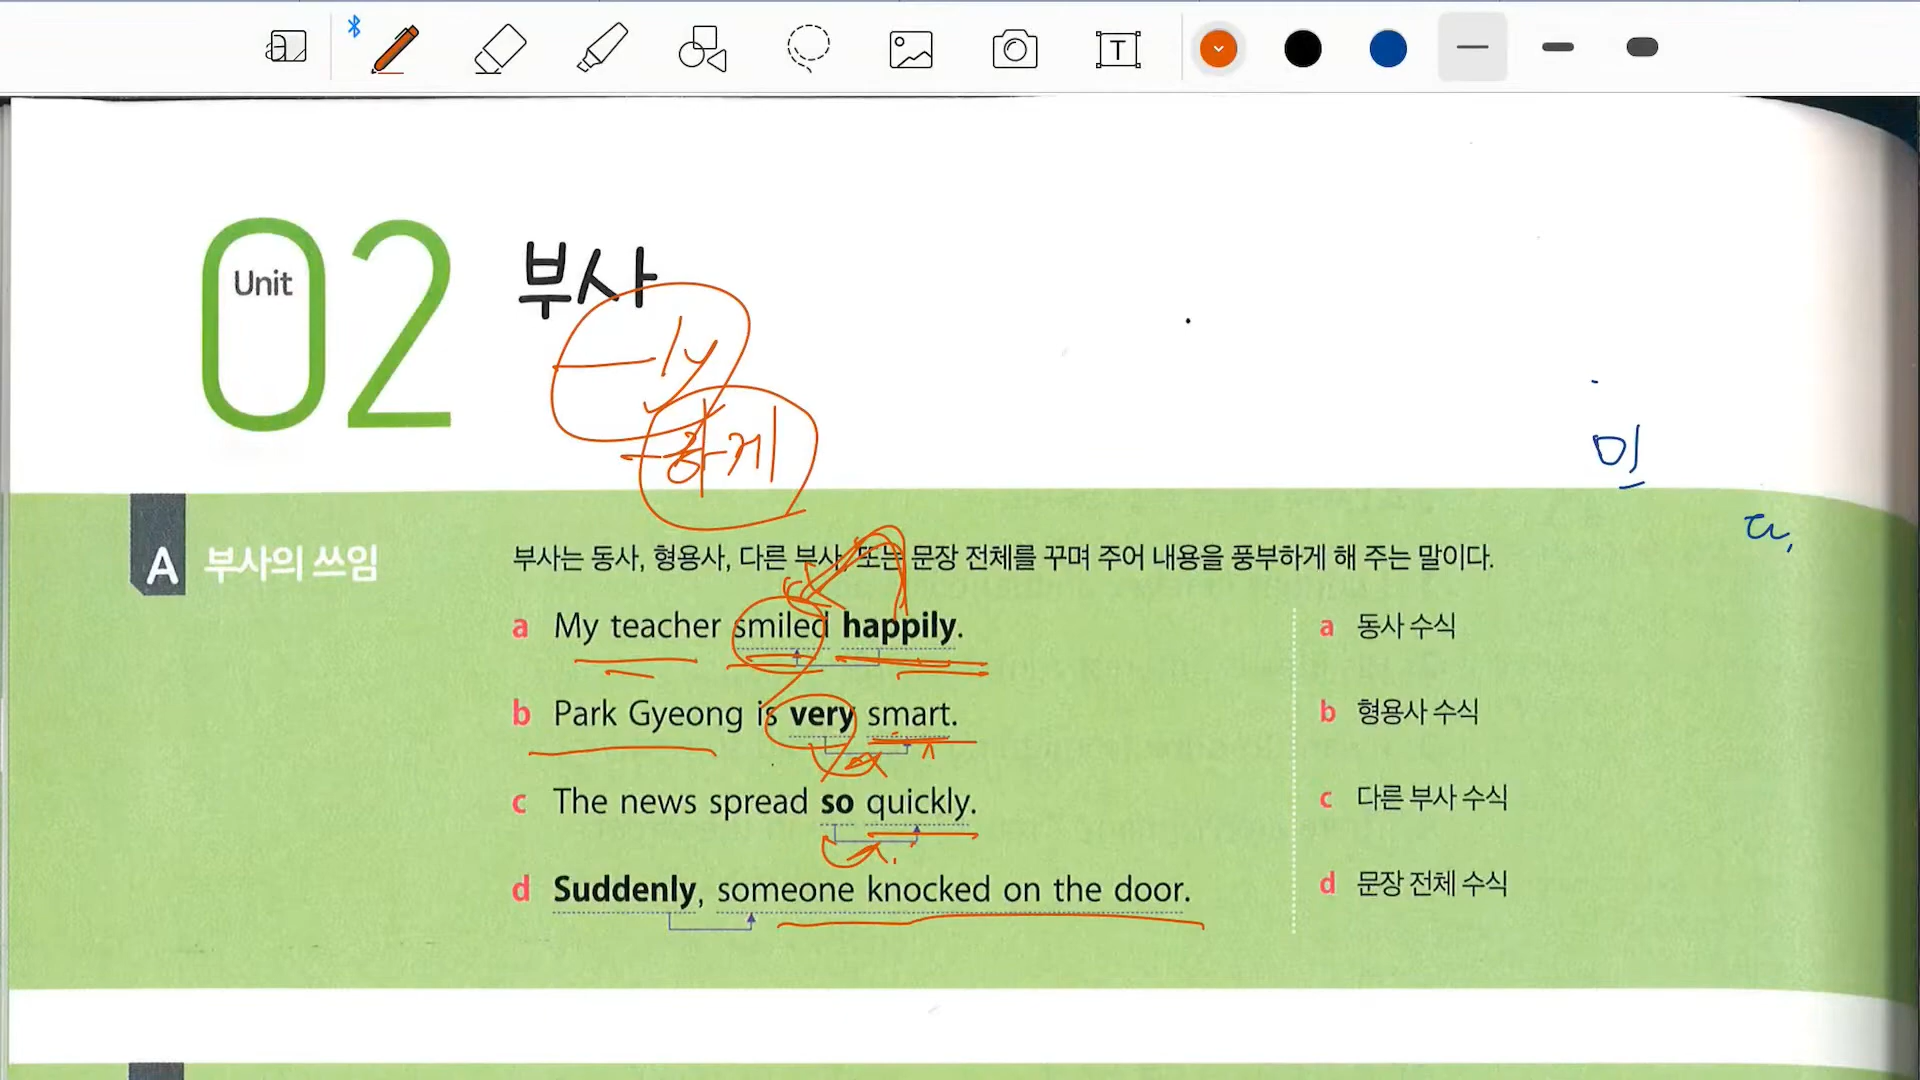 Unit
02
부사
-ly
-하게
미
A 부사의 쓰임
부사는 동사, 형용사, 다른 부사, 또는 문장 전체를 꾸며 주어 내용을 풍부하게 해 주는 말이다.
a My teacher smiled happily.
a 동사 수식
b Park Gyeong is very smart.
b 형용사 수식
c The news spread so quickly.
c 다른 부사 수식
d Suddenly, someone knocked on the door.
d 문장 전체 수식